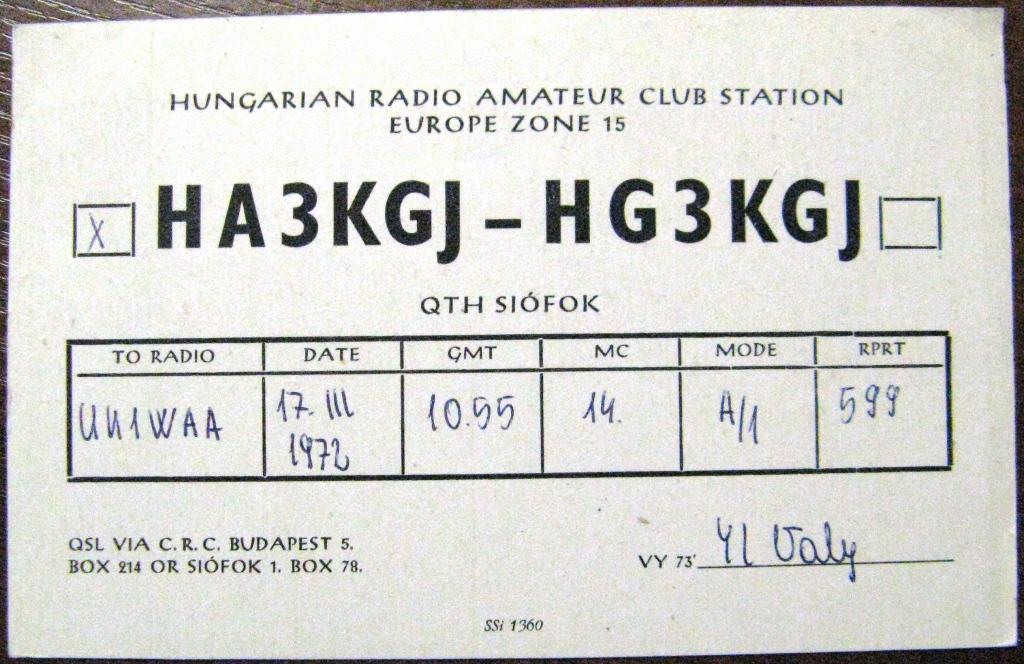 HUNGARIAN RADIO AMATEUR CLUB STATION
EUROPE ZONE 15
X HA3KGJ – HG3KGJ
QTH SIÓFOK
TO RADIO DATE GMT MC MODE RPRT
UK1WAA 17. III 1972 10.55 14. A/1 599
QSL VIA C. R. C. BUDAPEST 5.
BOX 214 OR SIÓFOK 1. BOX 78.
VY 73' Yl Valy
SSi 1360